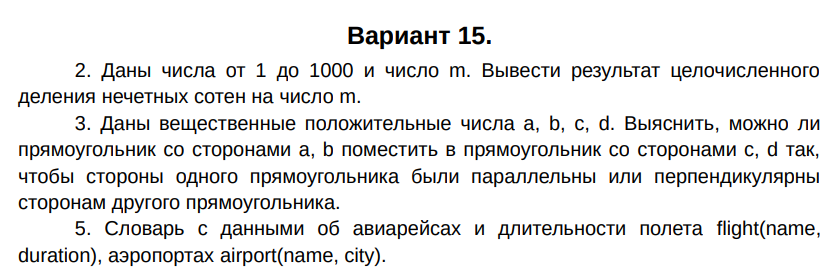 Вариант 15.
2. Даны числа от 1 до 1000 и число m. Вывести результат целочисленного
деления нечетных сотен на число m.
3. Даны вещественные положительные числа a, b, c, d. Выяснить, можно ли
прямоугольник со сторонами a, b поместить в прямоугольник со сторонами c, d так,
чтобы стороны одного прямоугольника были параллельны или перпендикулярны
сторонам другого прямоугольника.
5. Словарь с данными об авиарейсах и длительности полета flight(name,
duration), аэропортах airport(name, city).